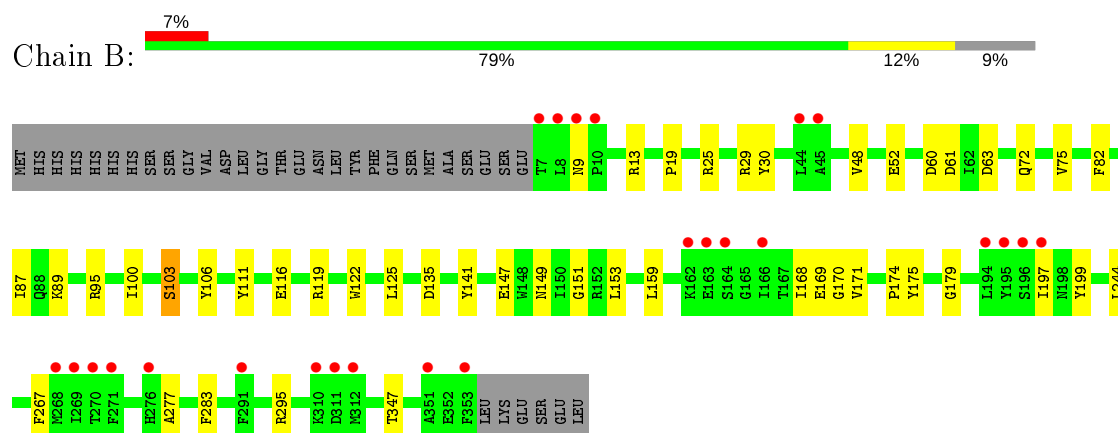 7%
Chain B:
79% 12% 9%
MET HIS HIS HIS HIS HIS HIS SER SER GLY VAL ASP LEU GLY GLY THR GLU ASN LEU TYR PHE GLN SER MET ALA SER GLU SER GLU T7 L8 N9 P10 R13 P19 R25 R29 Y30 L44 A45 V48 E52 D60 D61 I62 D63 Q72 V75 F82
I87 Q88 K89 R95 I100 S103 Y106 Y111 E116 R119 W122 L125 D135 Y141 E147 W148 N149 I150 G151 R152 L153 L159 K162 E163 S164 G165 I166 T167 I168 E169 G170 V171 P174 Y175 G179 L194 Y195 S196 I197 N198 Y199
F267 M268 I269 T270 F271 H276 A277 F283 F291 R295 K310 D311 M312 T347 A351 E352 F353 LEU LYS GLU SER GLU LEU